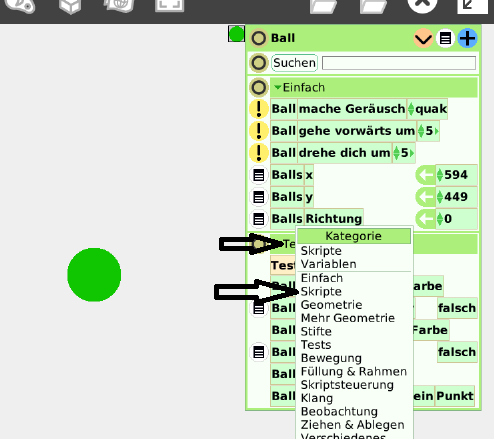 Ball
Suchen
Einfach
Ball mache Geräusch quak
Ball gehe vorwärts um 5
Ball drehe dich um 5
Balls x 594
Balls y 449
Balls Richtung 0
Kategorie
Te
Skripte
Variablen
Test
Einfach
Ball arbe
Skripte
Geometrie
Ball falsch
Mehr Geometrie
Stifte
Ball Farbe
Tests
Ball falsch
Bewegung
Füllung & Rahmen
Ball
Skriptsteuerung
Klang
Ball ein Punkt
Beobachtung
Ziehen & Ablegen
Verschiedenes